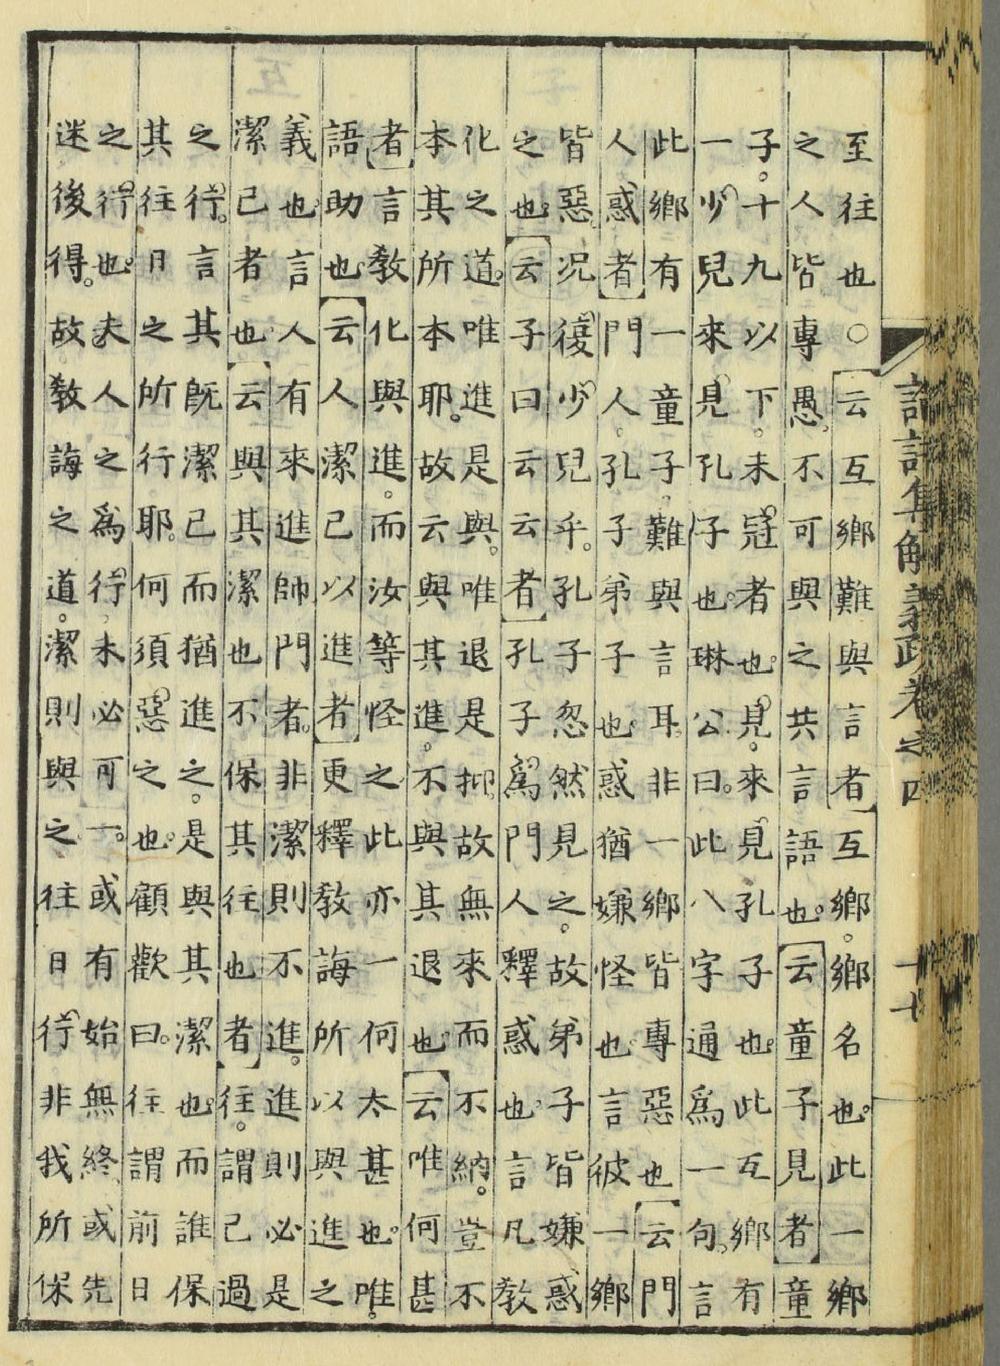 至往也。〇[云互鄉難與言者]互鄉。鄉名也。此一鄉
之人皆專愚。不可與之共言語也。[云童子見者]童
子。十九以下。未冠者也。見。來見孔子也。此互鄉有
一少兒來見孔子也。琳公曰。此八字通爲一句。言
此鄉有一童子。難與言耳。非一鄉皆專惡也[云門
人惑者]門人。孔子弟子也。惑猶嫌怪也。言彼一鄉
皆惡。况復少兒乎。孔子忽然見之。故弟子皆嫌惑
之也。[云子曰云云者]孔子爲門人釋惑也。言凡教
化之道。唯進是與。唯退是抑。故無來而不納。豈不
本其所本耶。故云與其進。不與其退也。[云唯何甚
者]言教化與進。而汝等怪之。此亦一何太甚也。唯。
語助也。[云人潔己以進者]更釋教誨所以與進之
義也。言人有來進師門者。非潔則不進。進則必是
潔己者也。[云與其潔也不保其往也者]往。謂己過
之行。言其既潔己而猶進之。是與其潔也。而誰保
其往日之所行耶。何須惡之也。顧歡曰。往謂前日
之行也。夫人之爲行。未必可一。或有始無終。或先
迷後得。故教誨之道。潔則與之。往日行非我所保
論語集解義疏卷之四 十七